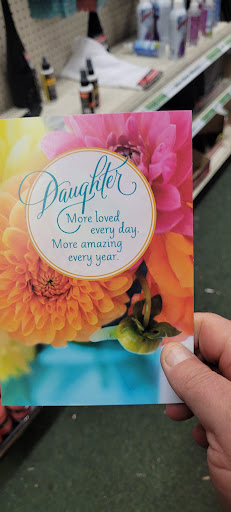 Daughter
More loved
every day.
More amazing
every year.